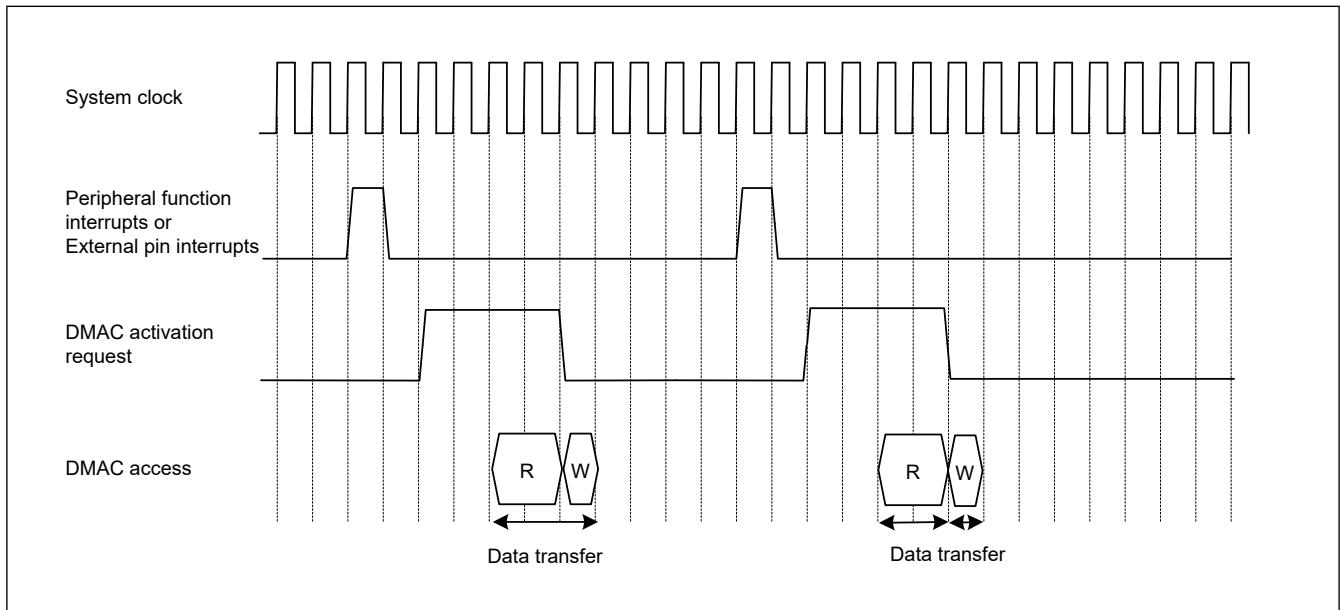 System clock
Peripheral function
interrupts or
External pin interrupts
DMAC activation
request
DMAC access
R
W
R
W
Data transfer
Data transfer